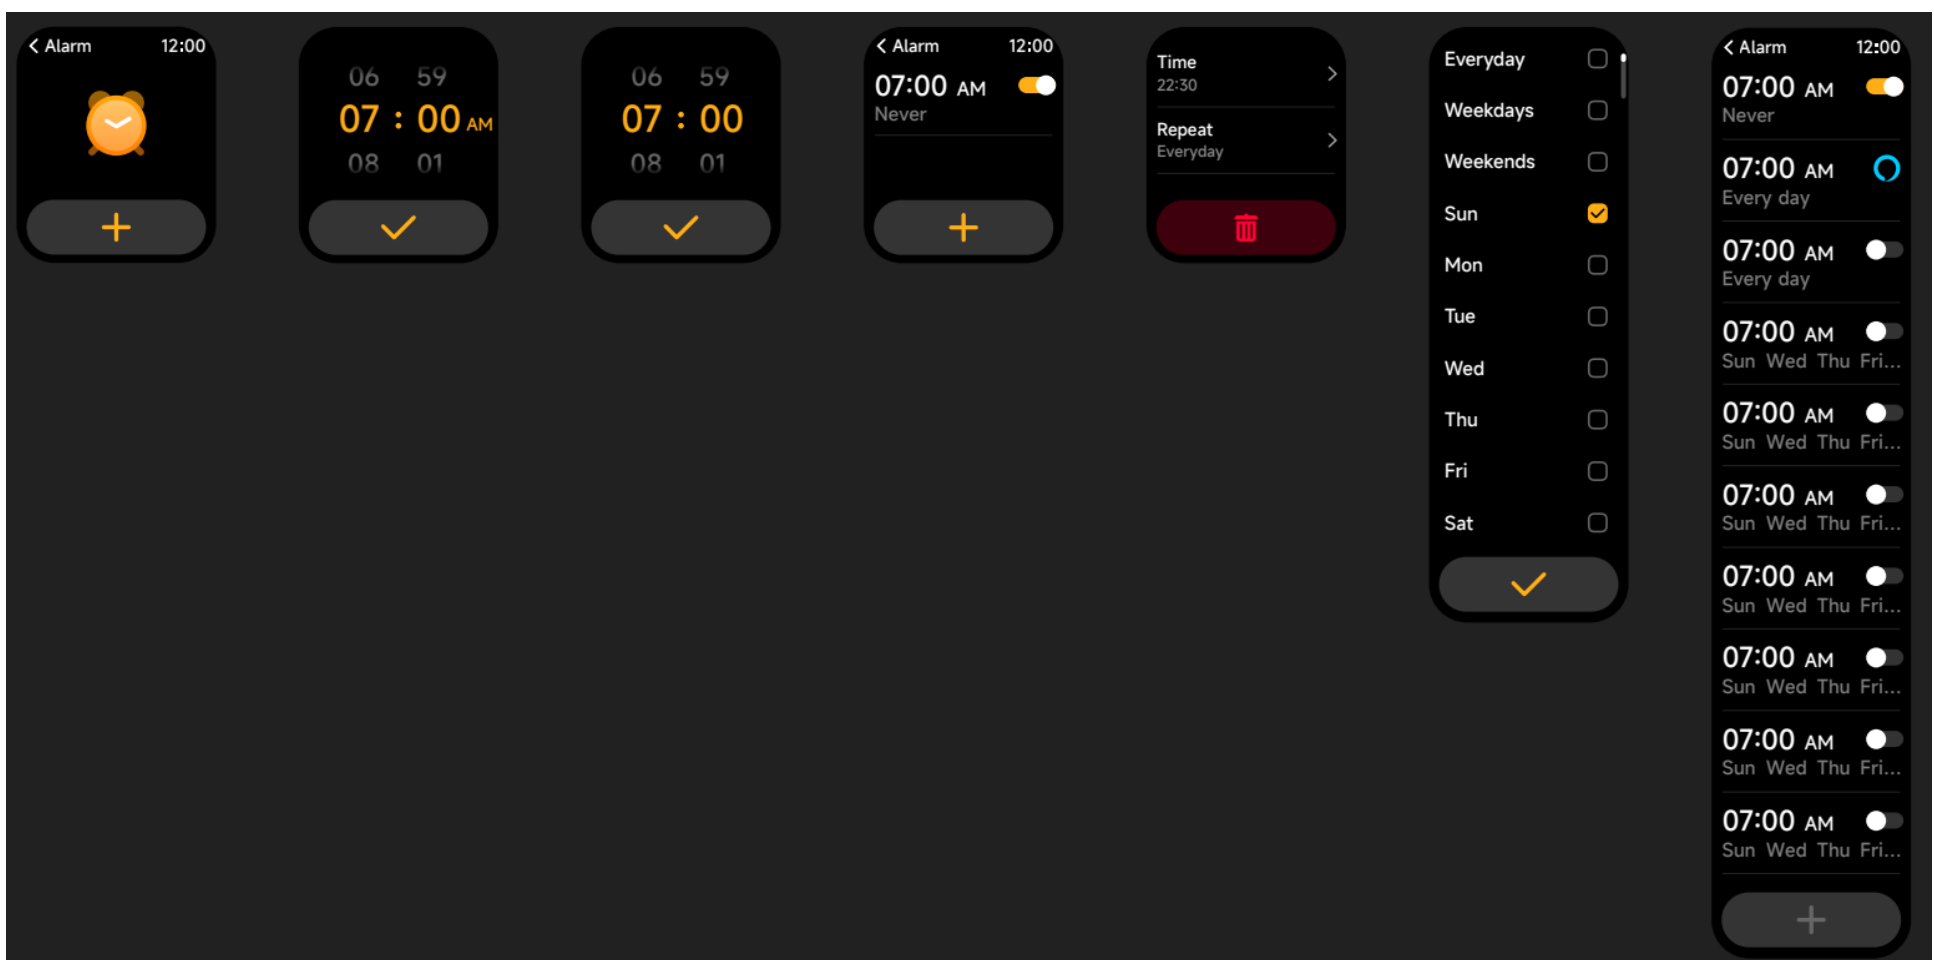 Alarm 12:00
06 59
07 : 00 AM
08 01
06 59
07 : 00
08 01
Alarm 12:00
07:00 AM
Never
Time
22:30
Repeat
Everyday
Everyday
Weekdays
Weekends
Sun
Mon
Tue
Wed
Thu
Fri
Sat
Alarm 12:00
07:00 AM
Never
07:00 AM
Every day
07:00 AM
Every day
07:00 AM
Sun Wed Thu Fri...
07:00 AM
Sun Wed Thu Fri...
07:00 AM
Sun Wed Thu Fri...
07:00 AM
Sun Wed Thu Fri...
07:00 AM
Sun Wed Thu Fri...
07:00 AM
Sun Wed Thu Fri...
07:00 AM
Sun Wed Thu Fri...